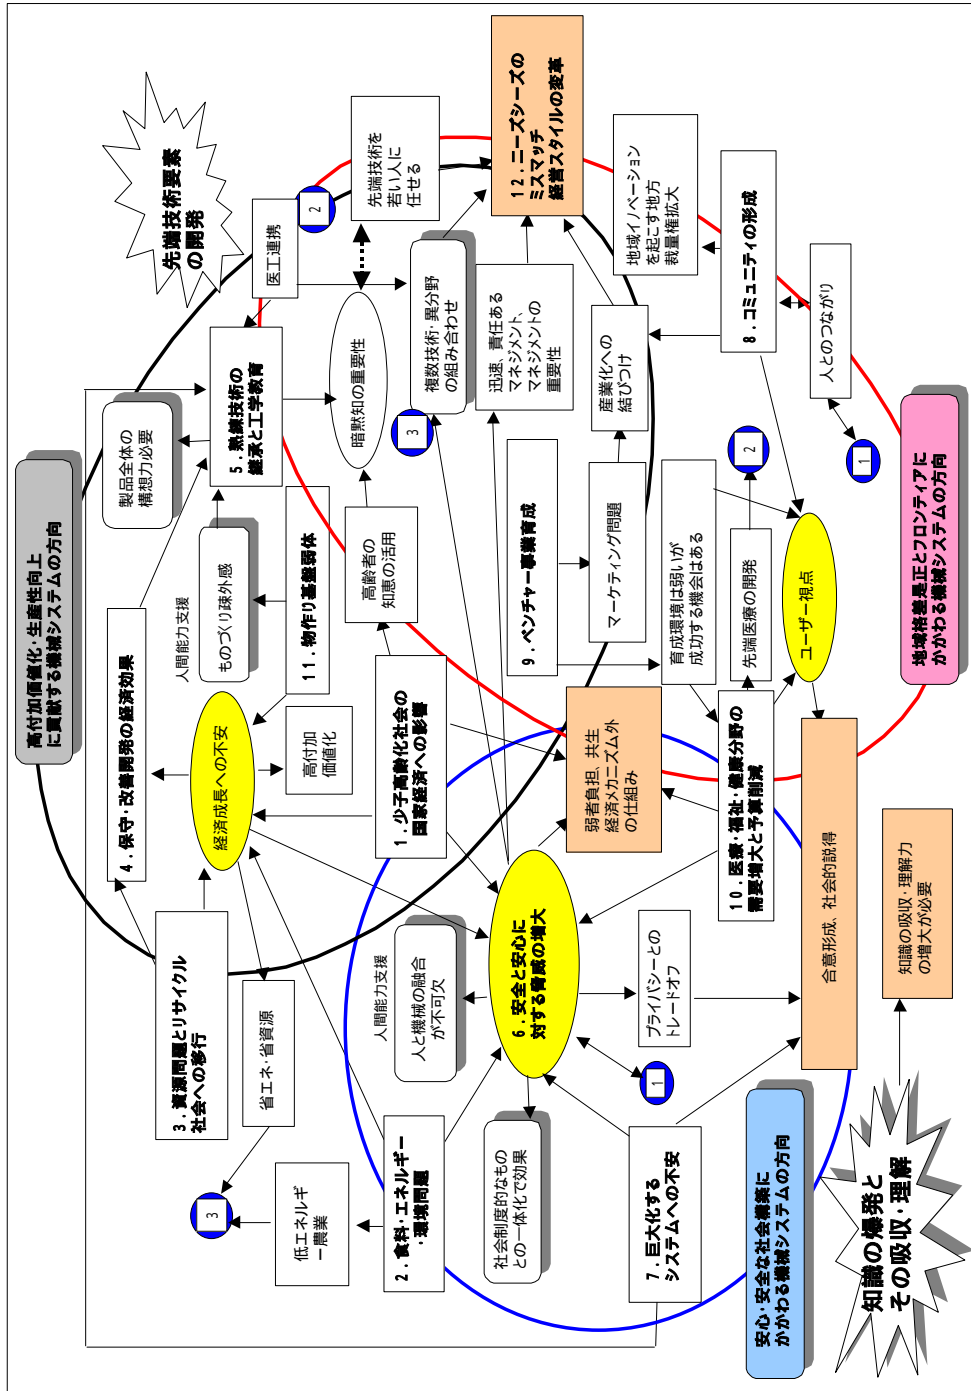 高付加価値化・生産性向上
に貢献する機械システムの方向
先端技術要素
の開発
4．保守・改善開発の経済効果
人間能力支援
ものづくり疎外感
製品全体の
構想力必要
5．熟練技術の
継承と工学教育
医工連携
2
先端技術を
若い人に
任せる
3．資源問題とリサイクル
社会への移行
経済成長への不安
高付加
価値化
11．物作り基盤弱体
暗黙知の重要性
複数技術・異分野
の組み合わせ
3
12．ニーズシーズの
ミスマッチ
経営スタイルの変革
省エネ・省資源
3
低エネルギ
ー農業
1．少子高齢化社会の
国家経済への影響
高齢者の
知恵の活用
迅速、責任ある
マネジメント、
マネジメントの
重要性
2．食料・エネルギー
・環境問題
人間能力支援
人と機械の融合
が不可欠
6．安全と安心に
対する脅威の増大
弱者負担、共生
経済メカニズム外
の仕組み
9．ベンチャー事業育成
マーケティング問題
産業化への
結びつけ
地域イノベーション
を起こす地方
裁量権拡大
社会制度的なもの
との一体化で効果
1
プライバシーとの
トレードオフ
10．医療・福祉・健康分野の
需要増大と予算削減
育成環境は弱いが
成功する機会はある
先端医療の開発
2
8．コミュニティの形成
人とのつながり
1
7．巨大化する
システムへの不安
合意形成、社会的説得
ユーザー視点
安心・安全な社会構築に
かかわる機械システムの方向
知識の爆発と
その吸収・理解
知識の吸収・理解力
の増大が必要
地域格差是正とフロンティアに
かかわる機械システムの方向